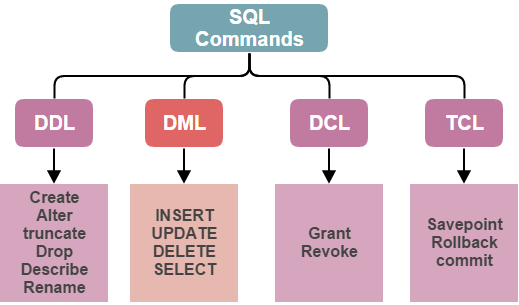 SQL
Commands
DDL
DML
DCL
TCL
Create
Alter
truncate
Drop
Describe
Rename
INSERT
UPDATE
DELETE
SELECT
Grant
Revoke
Savepoint
Rollback
commit